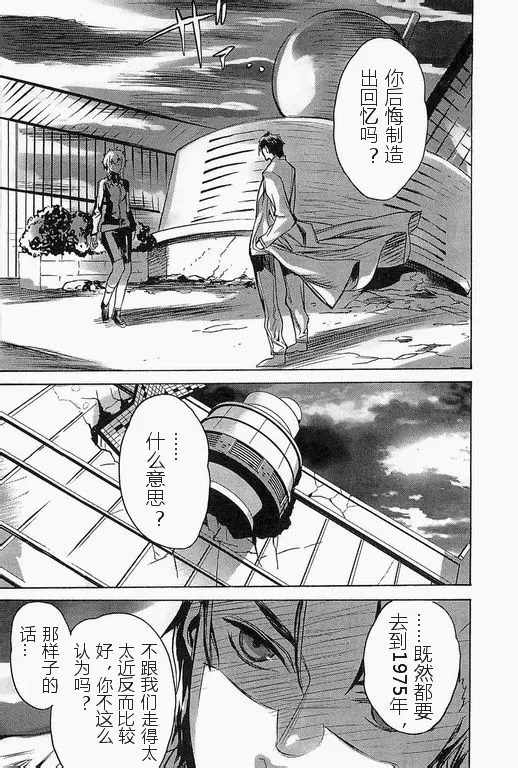 你后悔制造
出回忆吗？
……
什么意思？
……既然都要
去到1975年，
不跟我们走得太
太近反而比较
好，你不这么
认为吗？
那样子的
话…